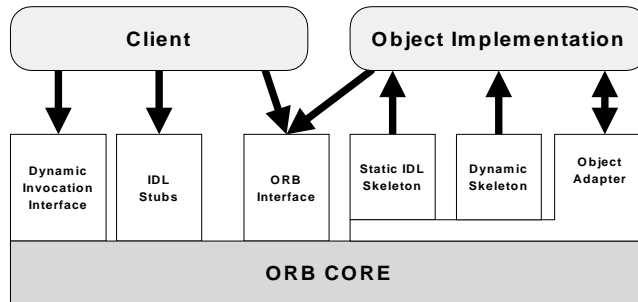 Client
Object Implementation
Dynamic
Invocation
Interface
IDL
Stubs
ORB
Interface
Static IDL
Skeleton
Dynamic
Skeleton
Object
Adapter
ORB CORE